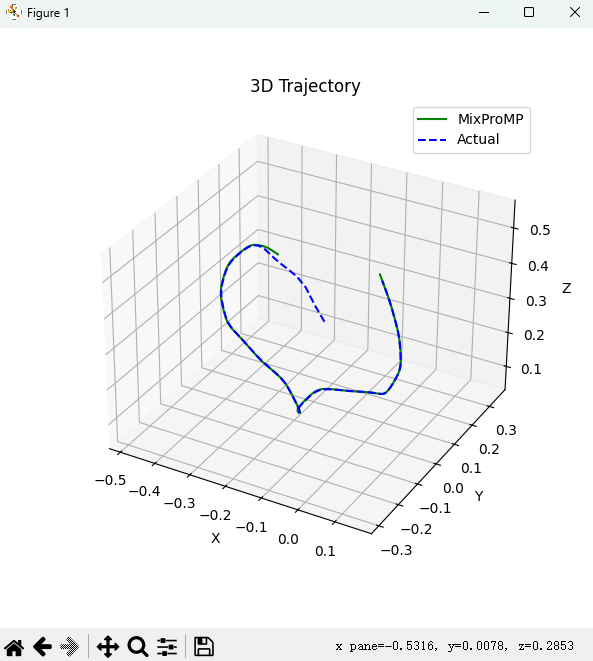 Figure 1
3D Trajectory
MixProMP
Actual
0.5
0.4
0.3
0.2
0.1
Z
0.3
0.2
0.1
0.0
−0.1
−0.2
−0.3
Y
−0.5
−0.4
−0.3
−0.2
−0.1
0.0
0.1
X
x pane=-0.5316, y=0.0078, z=0.2853